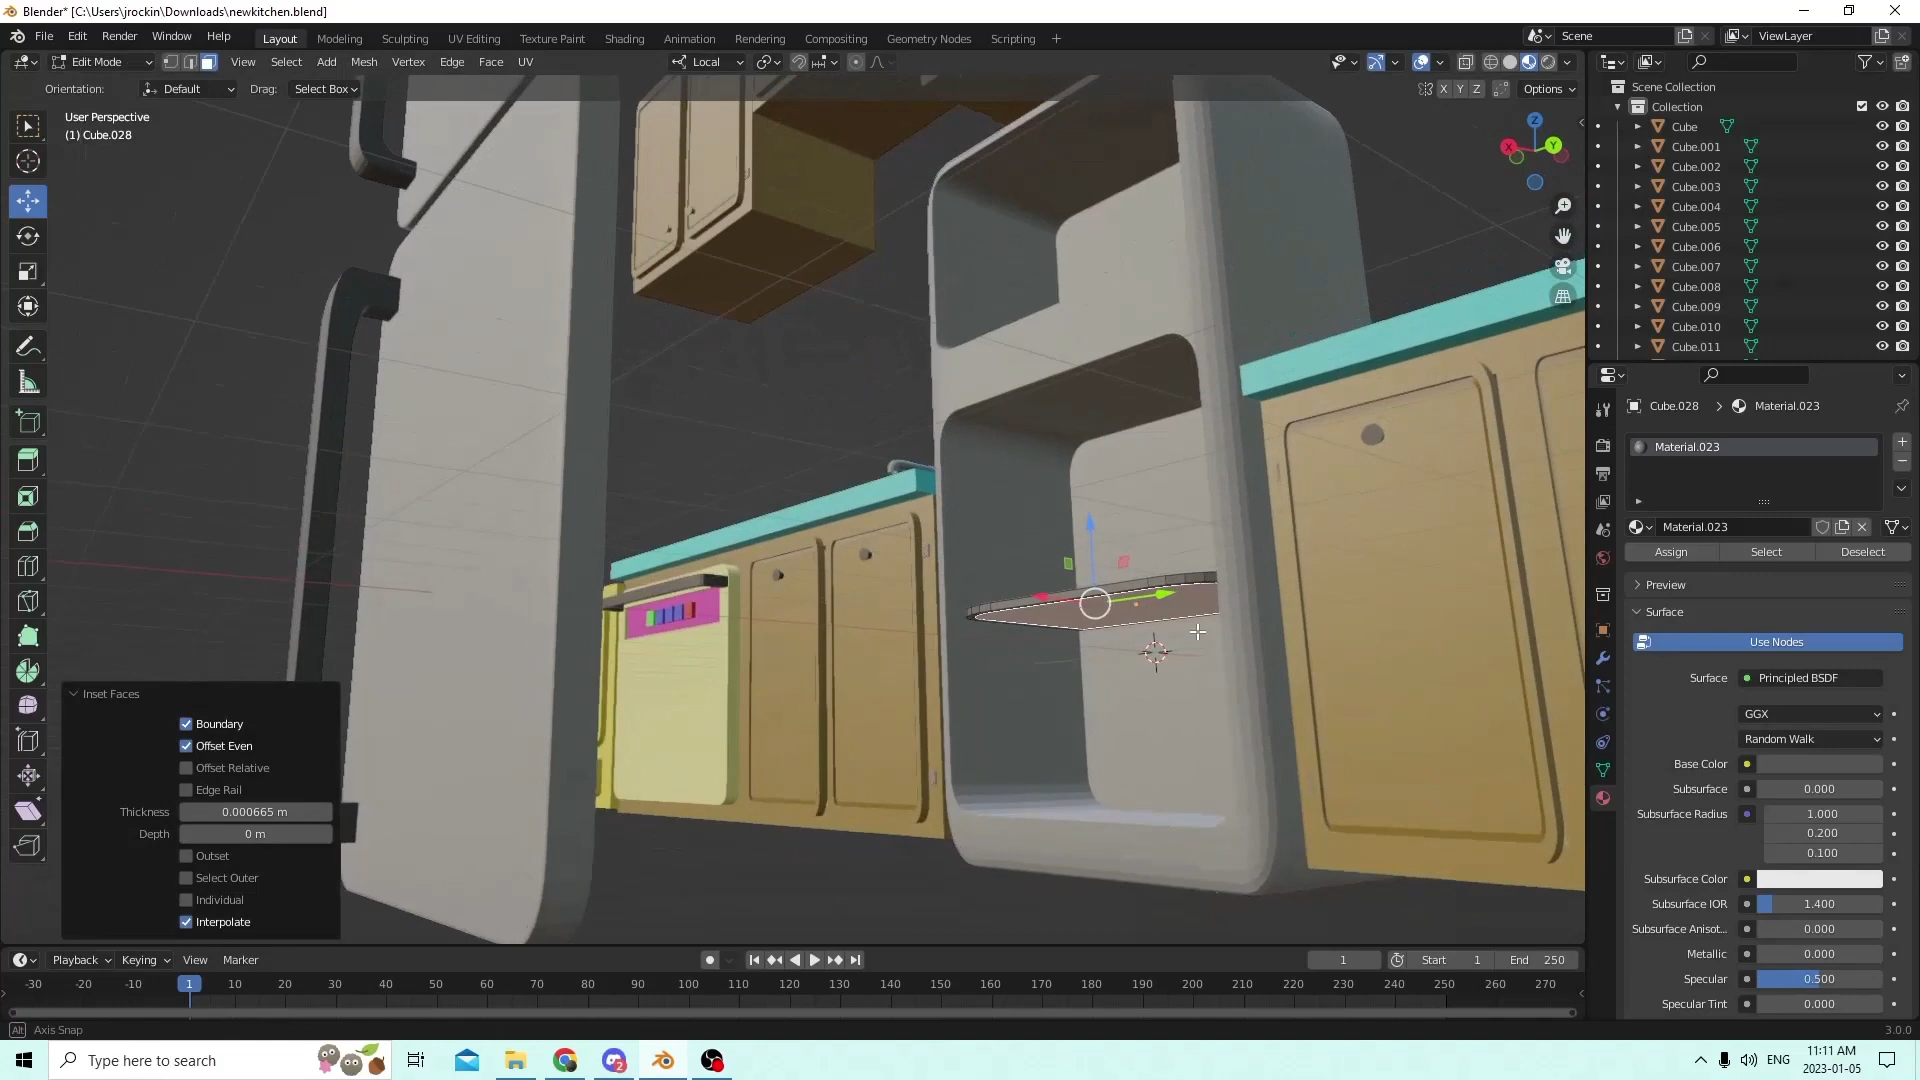 Blender* [C:\Users\jrockin\Downloads\newkitchen.blend]
File Edit Render Window Help
Layout Modeling Sculpting UV Editing Texture Paint Shading Animation Rendering Compositing Geometry Nodes Scripting
Scene
ViewLayer
Edit Mode
View Select Add Mesh Vertex Edge Face UV
Local
Orientation: Default Drag: Select Box
X Y Z
Options
User Perspective
(1) Cube.028
Z
X
Y
Scene Collection
Collection
Cube
Cube.001
Cube.002
Cube.003
Cube.004
Cube.005
Cube.006
Cube.007
Cube.008
Cube.009
Cube.010
Cube.011
Cube.028 > Material.023
Material.023
Material.023
Assign Select Deselect
Preview
Surface
Use Nodes
Surface Principled BSDF
GGX
Random Walk
Base Color
Subsurface 0.000
Subsurface Radius 1.000
0.200
0.100
Subsurface Color
Subsurface IOR 1.400
Subsurface Anisot... 0.000
Metallic 0.000
Specular 0.500
Specular Tint 0.000
Inset Faces
Boundary
Offset Even
Offset Relative
Edge Rail
Thickness 0.000665 m
Depth 0 m
Outset
Select Outer
Individual
Interpolate
Playback Keying View Marker
1
Start 1 End 250
-30 -20 -10 1 10 20 30 40 50 60 70 80 90 100 110 120 130 140 150 160 170 180 190 200 210 220 230 240 250 260 270
Alt Axis Snap
3.0.0
Type here to search
2
ENG
11:11 AM
2023-01-05